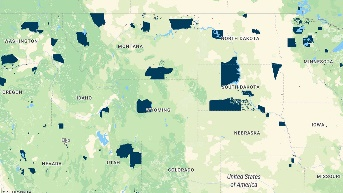 WASHINGTON
MONTANA
NORTH DAKOTA
MINNESOTA
OREGON
IDAHO
SOUTH DAKOTA
WYOMING
NEBRASKA
IOWA
NEVADA
UTAH
COLORADO
United States
of America
MISSOURI